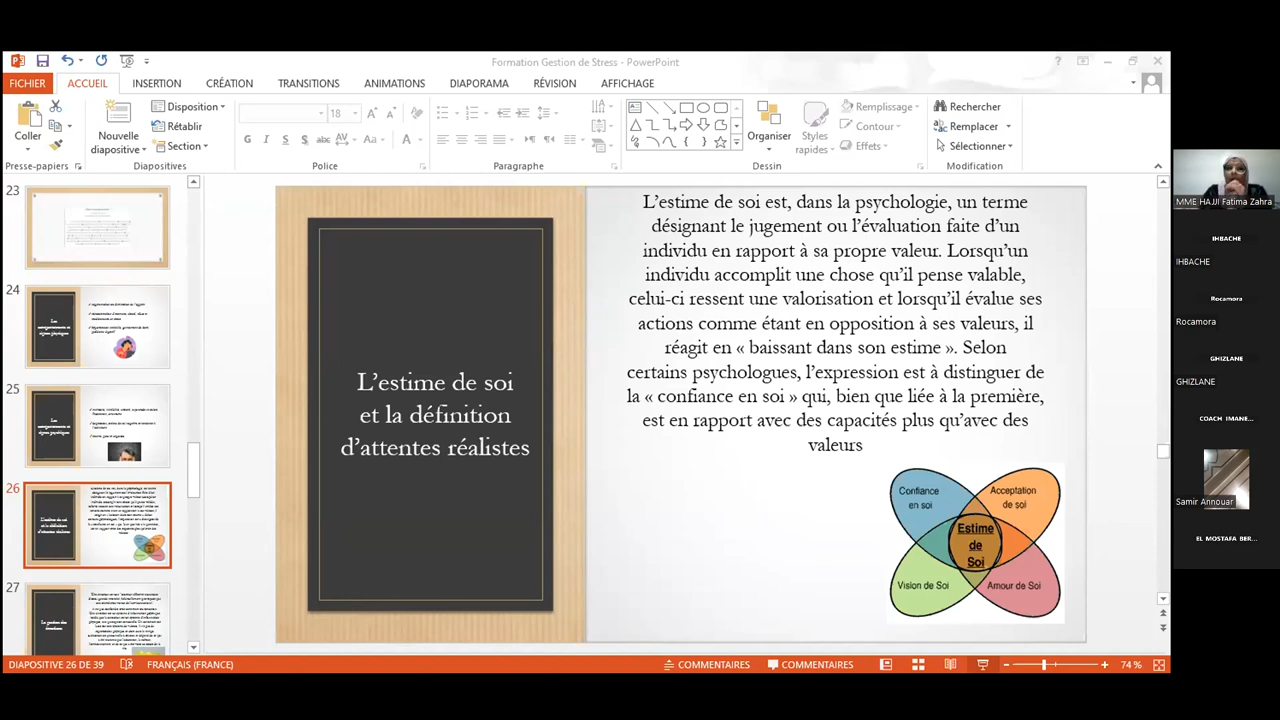 Formation Gestion de Stress - PowerPoint
FICHIER ACCUEIL INSERTION CRÉATION TRANSITIONS ANIMATIONS DIAPORAMA RÉVISION AFFICHAGE
Coller
Presse-papiers
Nouvelle
diapositive
Disposition
Rétablir
Section
Diapositives
18
G I S S abc AV Aa A
Police
Paragraphe
Organiser
Styles
rapides
Remplissage
Contour
Effets
Dessin
Rechercher
Remplacer
Sélectionner
Modification
23
24
25
26
27
L'estime de soi
et la définition
d'attentes réalistes
L'estime de soi est, dans la psychologie, un terme
désignant le jugement ou l'évaluation faite d'un
individu en rapport à sa propre valeur. Lorsqu'un
individu accomplit une chose qu'il pense valable,
celui-ci ressent une valorisation et lorsqu'il évalue ses
actions comme étant en opposition à ses valeurs, il
réagit en « baissant dans son estime ». Selon
certains psychologues, l'expression est à distinguer de
la « confiance en soi » qui, bien que liée à la première,
est en rapport avec des capacités plus qu'avec des
valeurs
Confiance
en soi
Acceptation
de soi
Estime
de
Soi
Vision de Soi
Amour de Soi
DIAPOSITIVE 26 DE 39 FRANÇAIS (FRANCE) COMMENTAIRES COMMENTAIRES 74 %
MME HAJJI Fatima Zahra
IHBACHE
IHBACHE
Rocamora
Rocamora
GHIZLANE
GHIZLANE
COACH IMANE...
Samir Annouar
EL MOSTAFA BER...